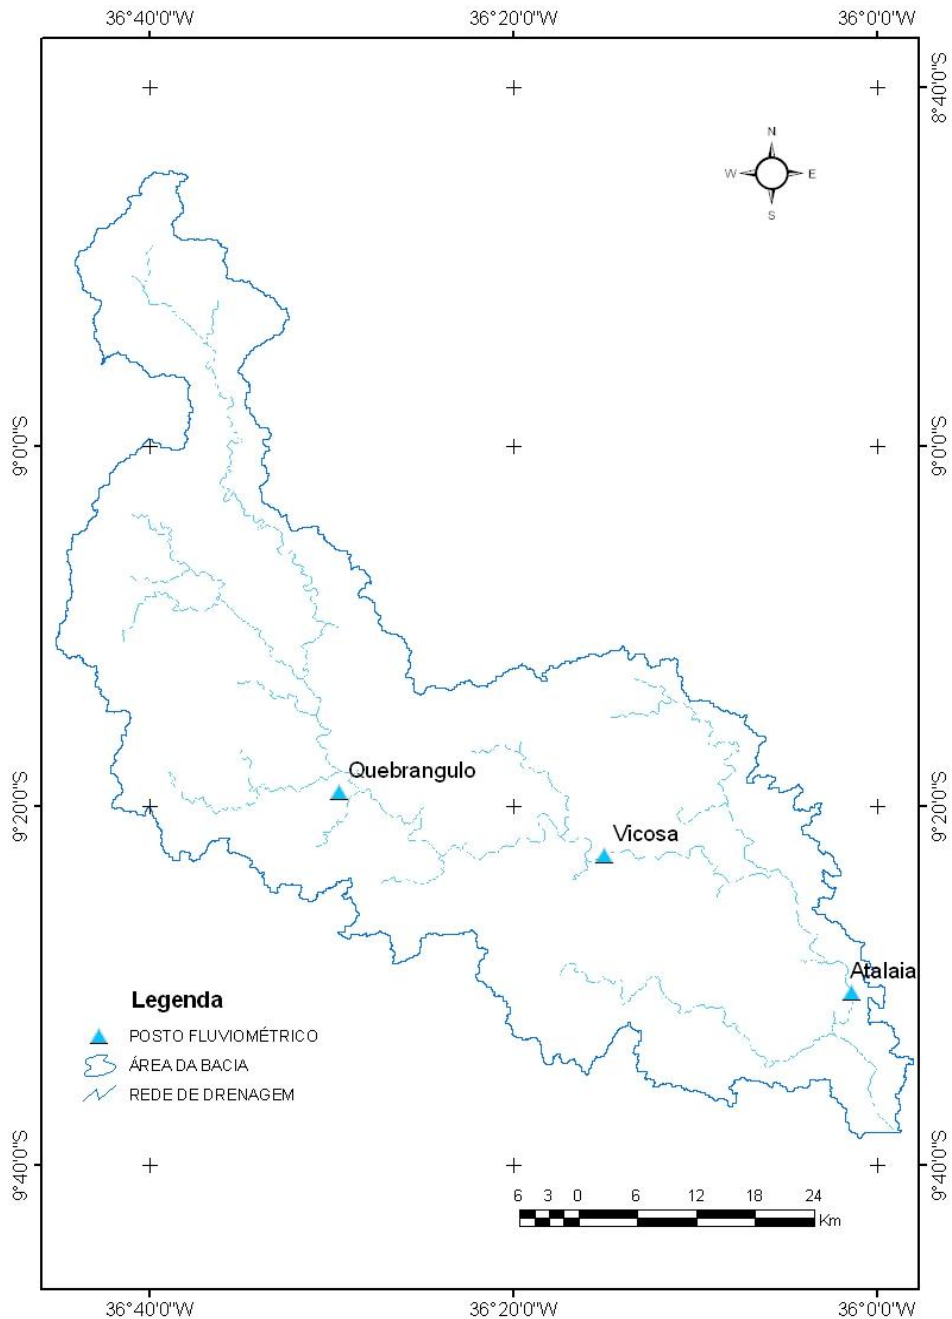 36°40'0"W 36°20'0"W 36°0'0"W
8°40'0"S
N
W E
S
9°0'0"S 9°0'0"S
Quebrangulo
9°20'0"S 9°20'0"S
Vicosa
Atalaia
Legenda
POSTO FLUVIOMÉTRICO
ÁREA DA BACIA
REDE DE DRENAGEM
9°40'0"S 9°40'0"S
6 3 0 6 12 18 24
Km
36°40'0"W 36°20'0"W 36°0'0"W